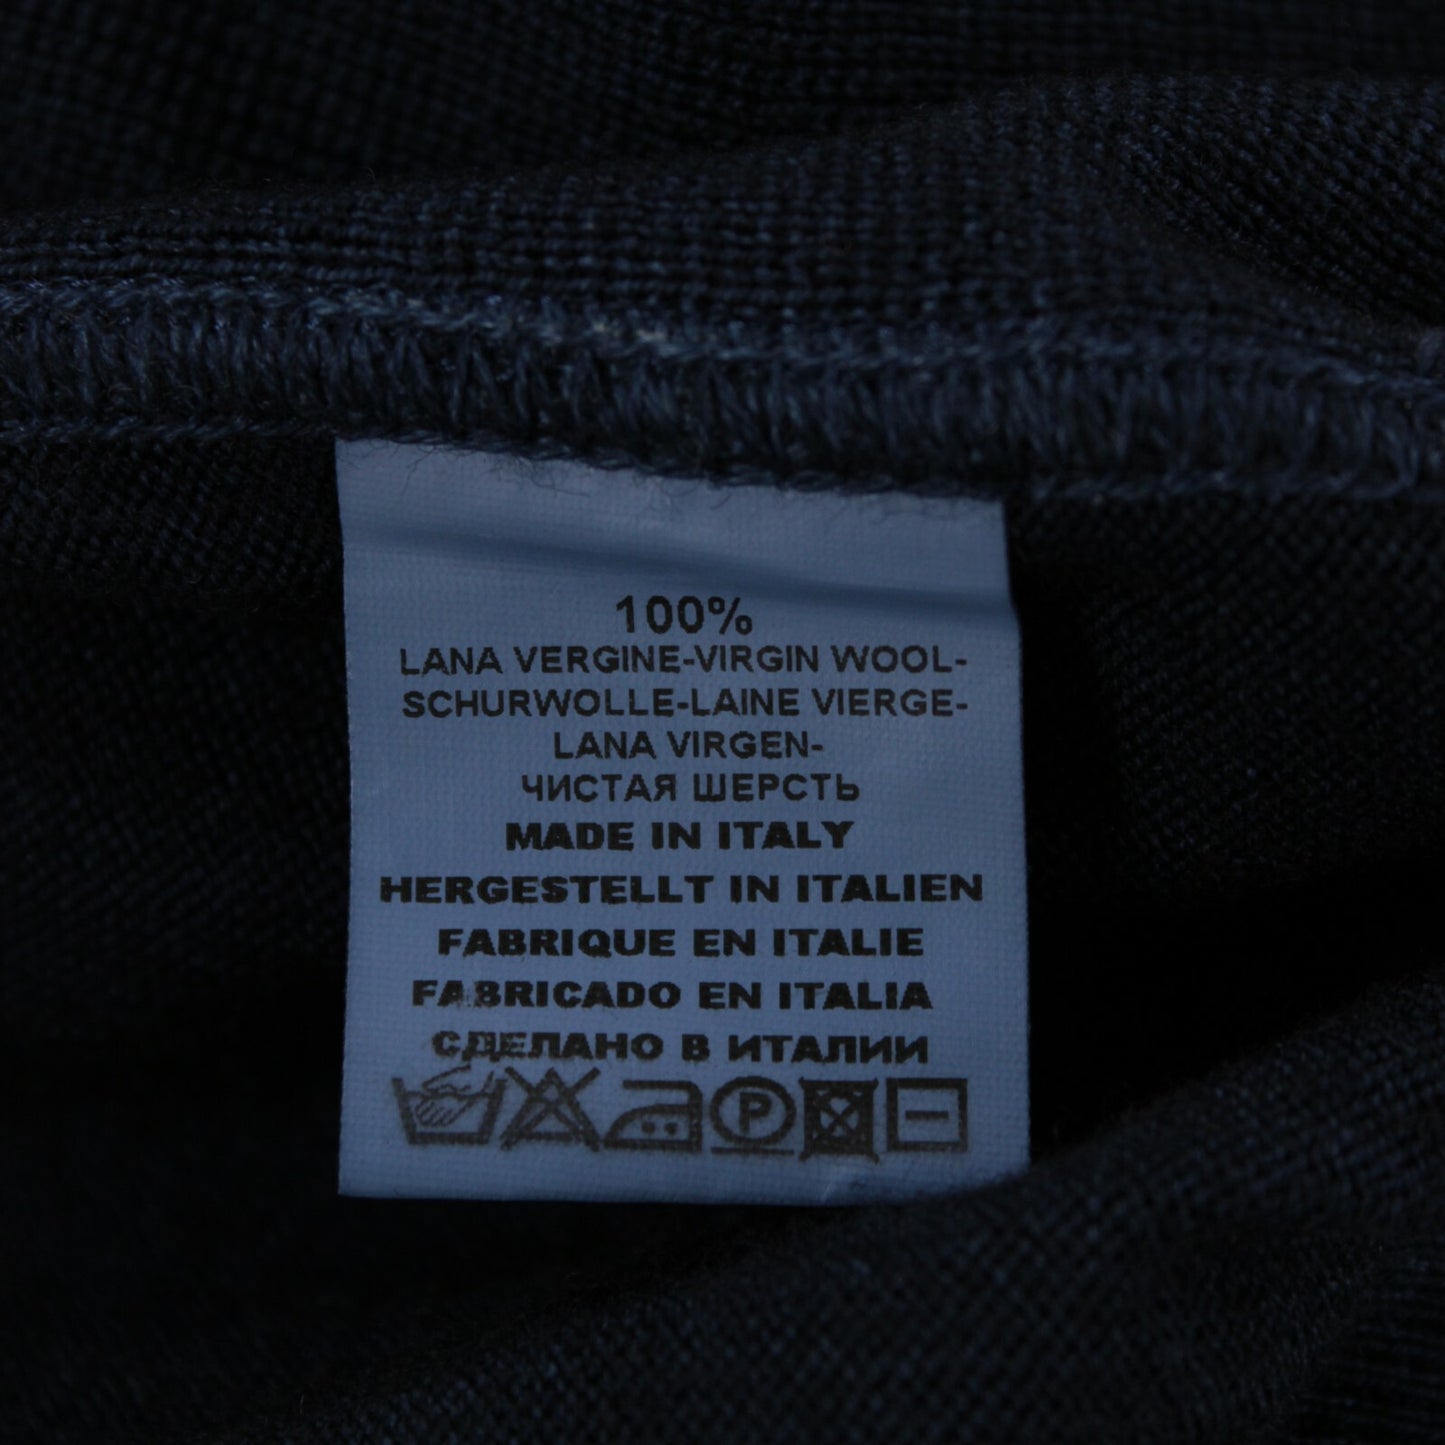 100%
LANA VERGINE-VIRGIN WOOL-
SCHURWOLLE-LAINE VIERGE-
LANA VIRGEN-
ЧИСТАЯ ШЕРСТЬ
MADE IN ITALY
HERGESTELLT IN ITALIEN
FABRIQUE EN ITALIE
FABRICADO EN ITALIA
СДЕЛАНО В ИТАЛИИ
P